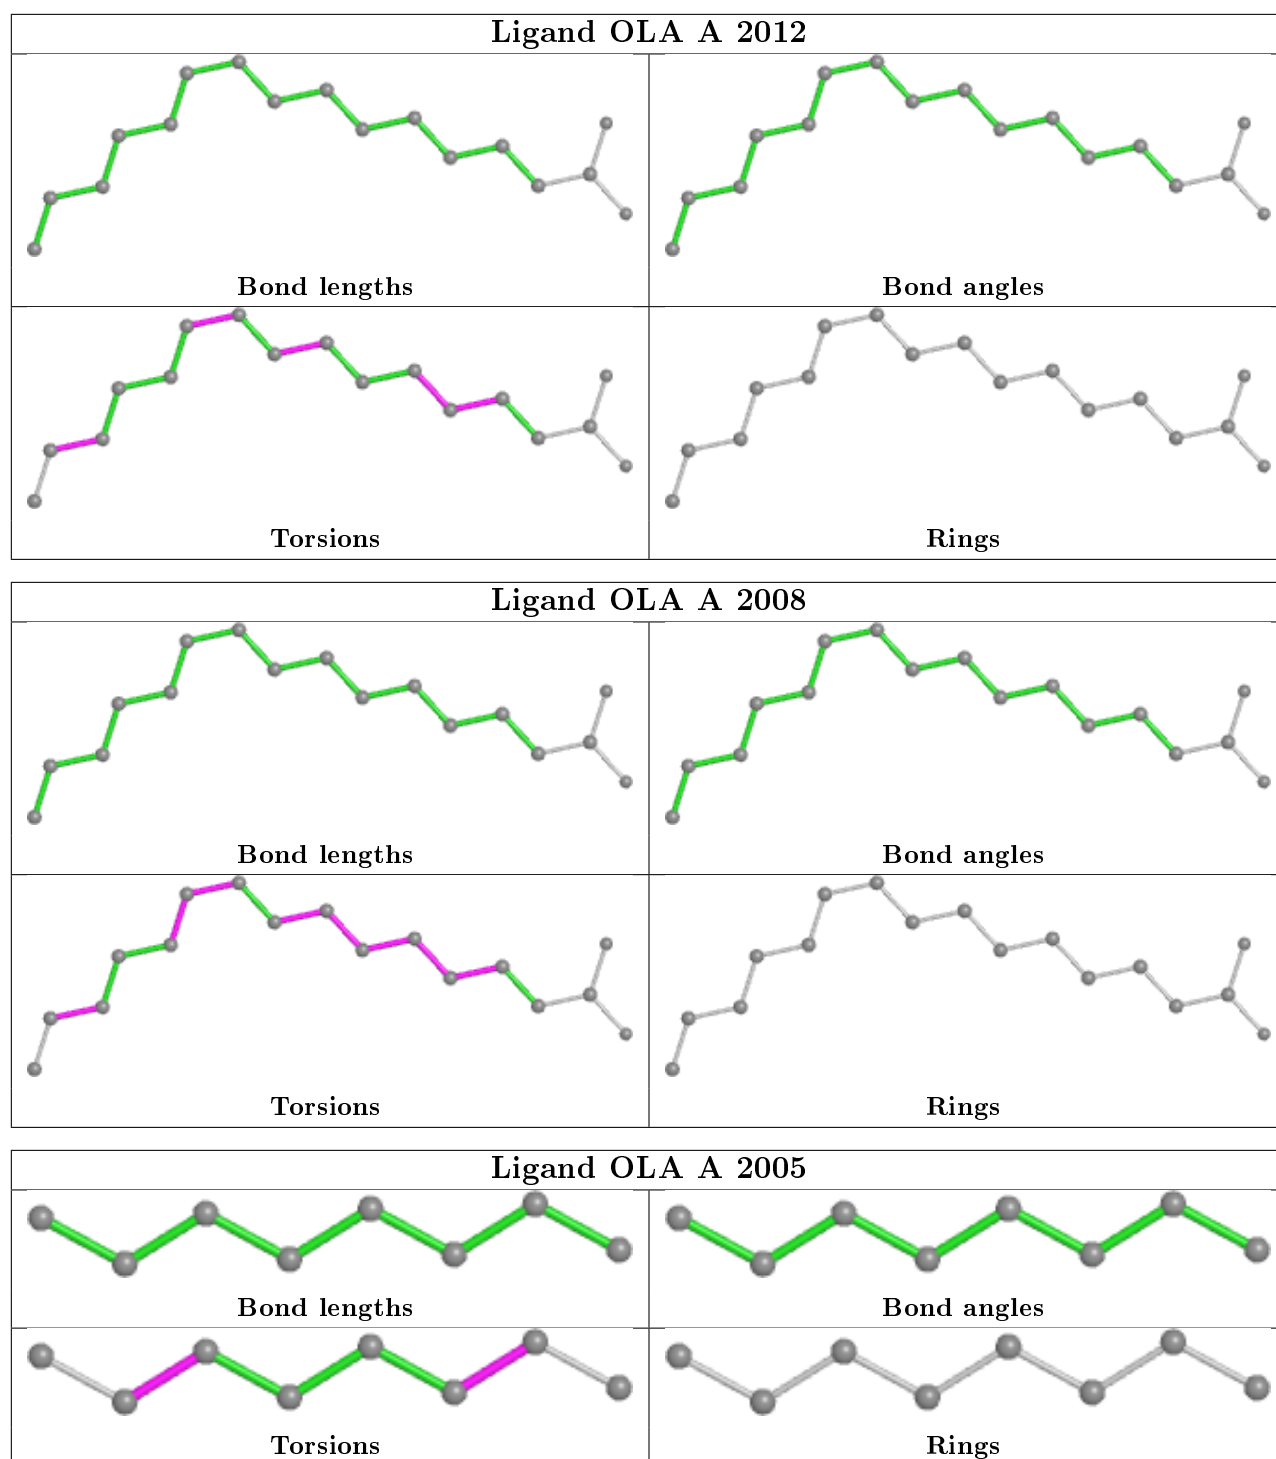 Ligand OLA A 2012
Bond lengths
Bond angles
Torsions
Rings
Ligand OLA A 2008
Bond lengths
Bond angles
Torsions
Rings
Ligand OLA A 2005
Bond lengths
Bond angles
Torsions
Rings